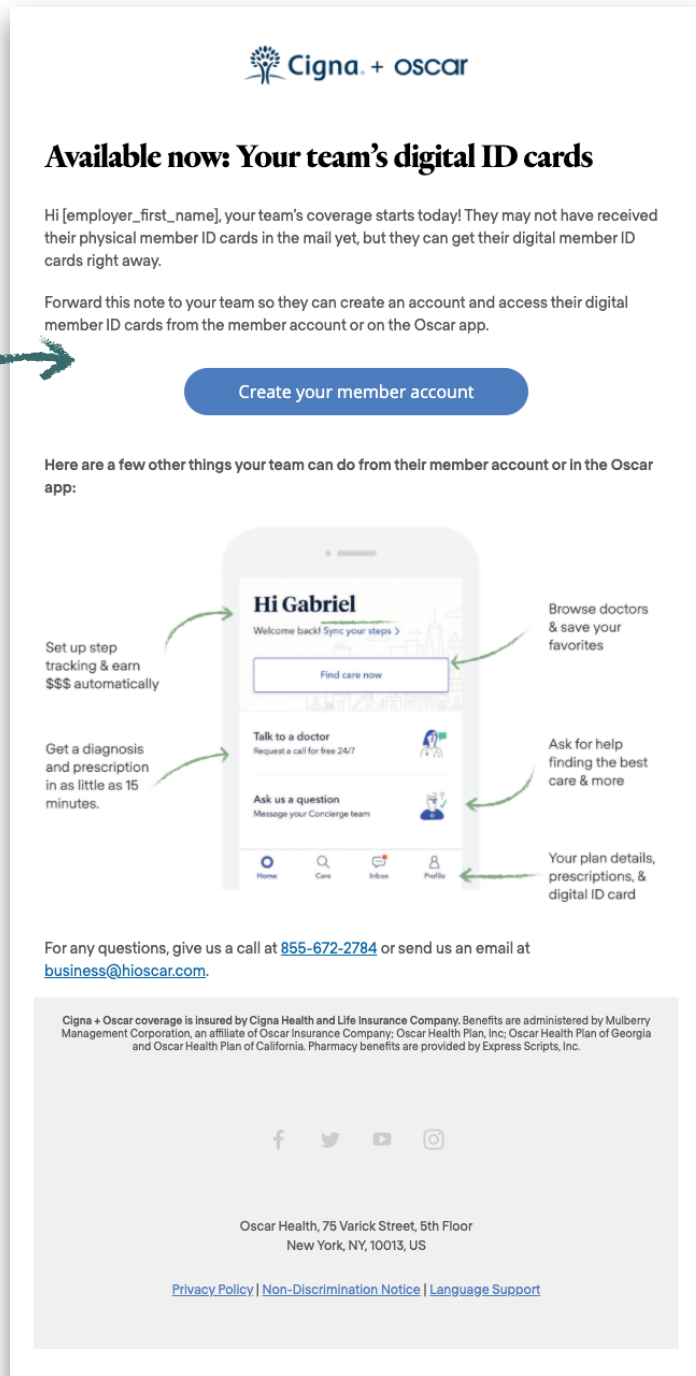 Cigna. + oscar
Available now: Your team's digital ID cards
Hi [employer_first_name], your team's coverage starts today! They may not have received
their physical member ID cards in the mail yet, but they can get their digital member ID
cards right away.
Forward this note to your team so they can create an account and access their digital
member ID cards from the member account or on the Oscar app.
Create your member account
Here are a few other things your team can do from their member account or in the Oscar
app:
Set up step
tracking & earn
$$$ automatically
Get a diagnosis
and prescription
in as little as 15
minutes.
Hi Gabriel
Welcome back! Sync your steps >
Find care now
Talk to a doctor
Request a call for free 24/7
Ask us a question
Message your Concierge team
Home Care Inbox Profile
Browse doctors
& save your
favorites
Ask for help
finding the best
care & more
Your plan details,
prescriptions, &
digital ID card
For any questions, give us a call at 855-672-2784 or send us an email at
business@hioscar.com.
Cigna + Oscar coverage is insured by Cigna Health and Life Insurance Company. Benefits are administered by Mulberry
Management Corporation, an affiliate of Oscar Insurance Company; Oscar Health Plan, Inc; Oscar Health Plan of Georgia
and Oscar Health Plan of California. Pharmacy benefits are provided by Express Scripts, Inc.
Oscar Health, 75 Varick Street, 5th Floor
New York, NY, 10013, US
Privacy Policy | Non-Discrimination Notice | Language Support